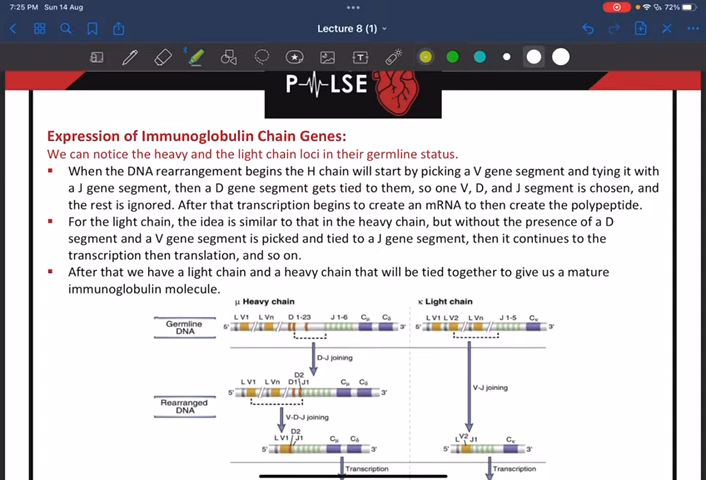 7:25 PM Sun 14 Aug
72%
Lecture 8 (1)
P LSE
Expression of Immunoglobulin Chain Genes:
We can notice the heavy and the light chain loci in their germline status.
▪ When the DNA rearrangement begins the H chain will start by picking a V gene segment and tying it with
a J gene segment, then a D gene segment gets tied to them, so one V, D, and J segment is chosen, and
the rest is ignored. After that transcription begins to create an mRNA to then create the polypeptide.
▪ For the light chain, the idea is similar to that in the heavy chain, but without the presence of a D
segment and a V gene segment is picked and tied to a J gene segment, then it continues to the
transcription then translation, and so on.
▪ After that we have a light chain and a heavy chain that will be tied together to give us a mature
immunoglobulin molecule.
μ Heavy chain κ Light chain
L V1 L Vn D 1-23 J 1-6 Cμ Cδ L V1 L V2 L Vn J 1-5 Cκ
Germline
DNA
5' 3' 5' 3'
D-J joining
D2
L V1 L Vn D1 J1 Cμ Cδ
V-J joining
Rearranged
DNA
5' 3'
V-D-J joining
D2
L V1 J1 Cμ Cδ L V2 J1 Cκ
5' 3' 5' 3'
Transcription Transcription